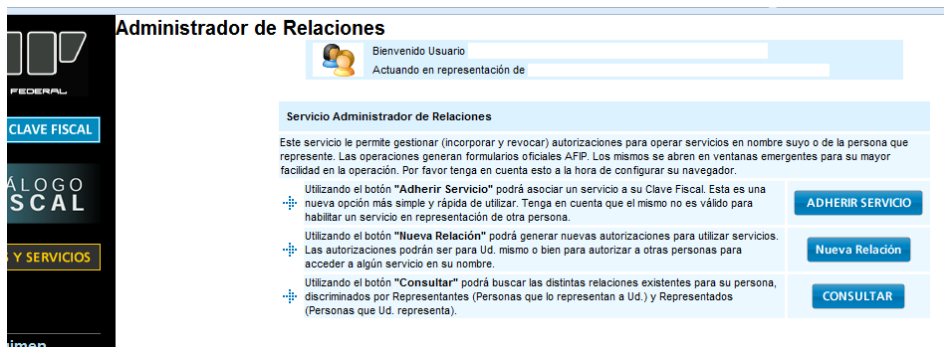 Administrador de Relaciones
Bienvenido Usuario
Actuando en representación de
FEDERAL
CLAVE FISCAL
ÁLOGO
SCAL
Y SERVICIOS
Servicio Administrador de Relaciones
Este servicio le permite gestionar (incorporar y revocar) autorizaciones para operar servicios en nombre suyo o de la persona que
represente. Las operaciones generan formularios oficiales AFIP. Los mismos se abren en ventanas emergentes para su mayor
facilidad en la operación. Por favor tenga en cuenta esto a la hora de configurar su navegador.
Utilizando el botón "Adherir Servicio" podrá asociar un servicio a su Clave Fiscal. Esta es una
nueva opción más simple y rápida de utilizar. Tenga en cuenta que el mismo no es válido para
habilitar un servicio en representación de otra persona.
ADHERIR SERVICIO
Utilizando el botón "Nueva Relación" podrá generar nuevas autorizaciones para utilizar servicios.
Las autorizaciones podrán ser para Ud. mismo o bien para autorizar a otras personas para
acceder a algún servicio en su nombre.
Nueva Relación
Utilizando el botón "Consultar" podrá buscar las distintas relaciones existentes para su persona,
discriminados por Representantes (Personas que lo representan a Ud.) y Representados
(Personas que Ud. representa).
CONSULTAR